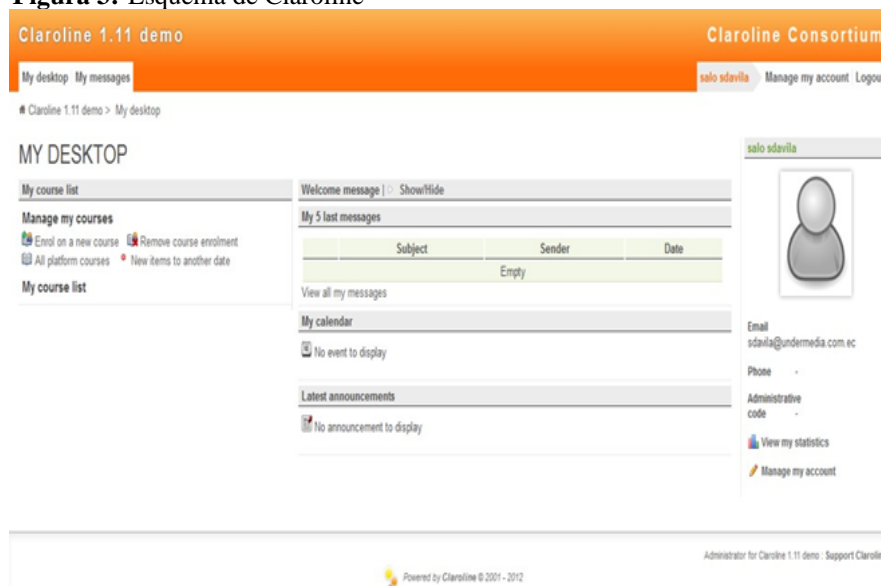 Figura 5: Esquema de Claroline
Claroline 1.11 demo
Claroline Consortium
My desktop My messages
salo sdavila Manage my account Logou
Claroline 1.11 demo > My desktop
MY DESKTOP
My course list
Manage my courses
Enrol on a new course Remove course enrolment
All platform courses New items to another date
My course list
Welcome message | Show/Hide
My 5 last messages
Subject Sender Date
Empty
View all my messages
My calendar
No event to display
Latest announcements
No announcement to display
salo sdavila
Email
sdavila@undermedia.com.ec
Phone -
Administrative
code -
View my statistics
Manage my account
Administrator for Claroline 1.11 demo : Support Clarolin
Powered by Claroline © 2001 - 2012